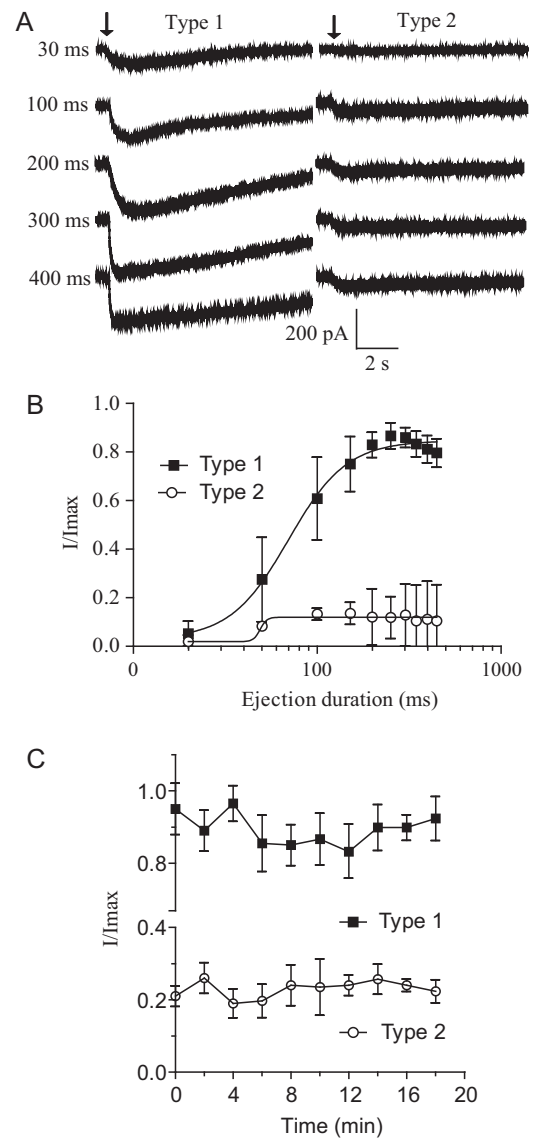 A
Type 1
Type 2
30 ms
100 ms
200 ms
300 ms
400 ms
200 pA
2 s
B
1.0
0.8
0.6
0.4
0.2
0.0
I/Imax
Type 1
Type 2
0
100
1000
Ejection duration (ms)
C
1.0
0.8
0.4
0.2
0.0
I/Imax
Type 1
Type 2
0
4
8
12
16
20
Time (min)